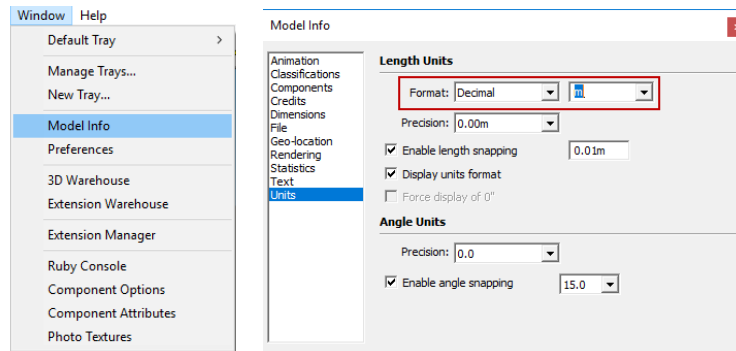 Window Help
Default Tray >
Manage Trays...
New Tray...
Model Info
Preferences
3D Warehouse
Extension Warehouse
Extension Manager
Ruby Console
Component Options
Component Attributes
Photo Textures
Model Info
Animation
Classifications
Components
Credits
Dimensions
File
Geo-location
Rendering
Statistics
Text
Units
Length Units
Format: Decimal m
Precision: 0.00m
Enable length snapping 0.01m
Display units format
Force display of 0"
Angle Units
Precision: 0.0
Enable angle snapping 15.0